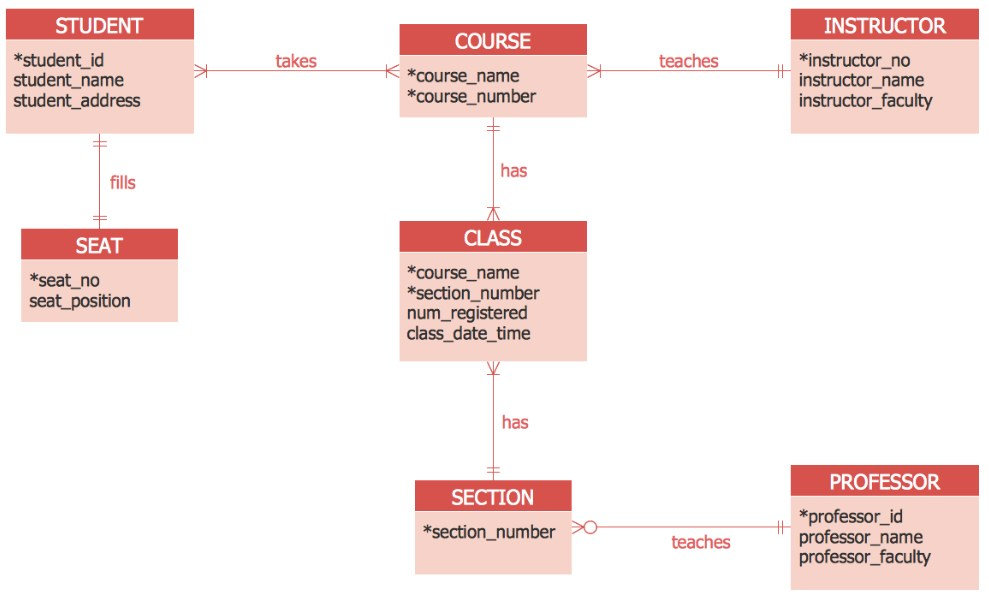 STUDENT
*student_id
student_name
student_address
takes
COURSE
*course_name
*course_number
teaches
INSTRUCTOR
*instructor_no
instructor_name
instructor_faculty
fills
has
SEAT
*seat_no
seat_position
CLASS
*course_name
*section_number
num_registered
class_date_time
has
SECTION
*section_number
teaches
PROFESSOR
*professor_id
professor_name
professor_faculty